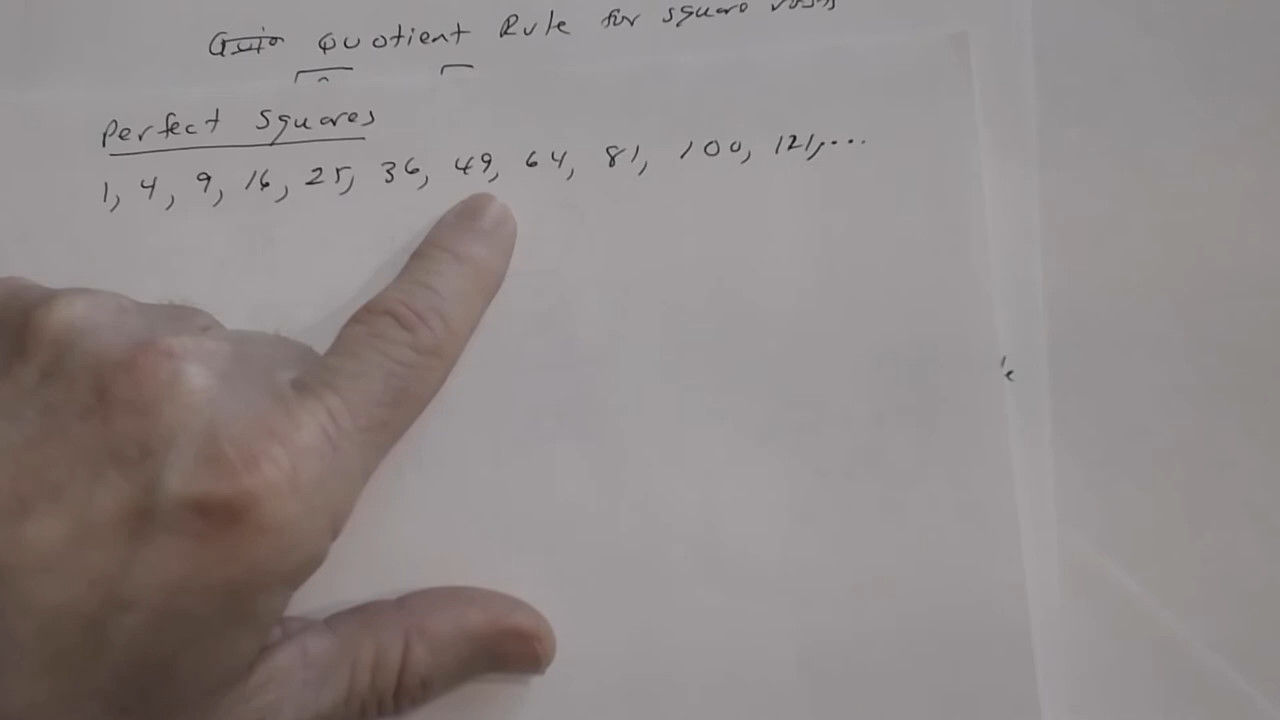 Quotient Rule for square roots
Perfect Squares
1, 4, 9, 16, 25, 36, 49, 64, 81, 100, 121,...